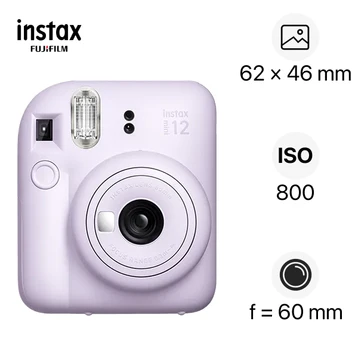 instax
FUJIFILM
62 × 46 mm
instax
mini 12
ISO
800
f = 60 mm